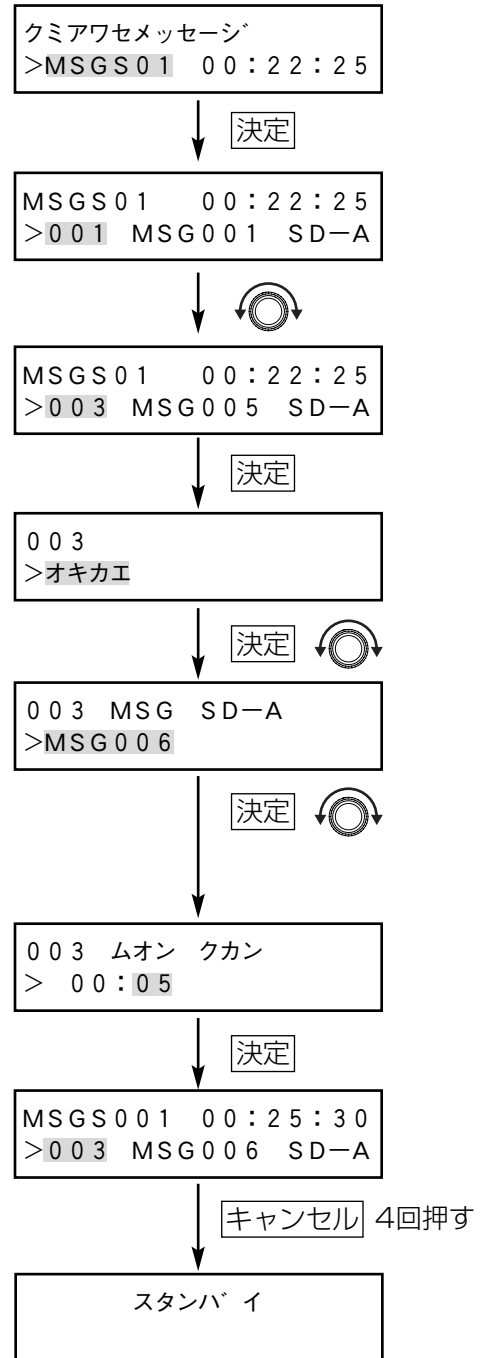 クミアワセメッセージ
>MSGS01 00:22:25
決定
MSGS01 00:22:25
>001 MSG001 SD－A
MSGS01 00:22:25
>003 MSG005 SD－A
決定
003
>オキカエ
決定
003 MSG SD－A
>MSG006
決定
003 ムオン クカン
> 00:05
決定
MSGS001 00:25:30
>003 MSG006 SD－A
キャンセル 4回押す
スタンバイ